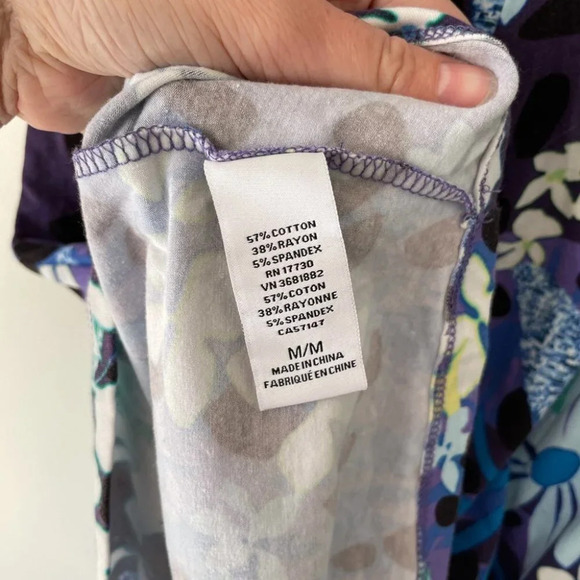 57% COTTON
38% RAYON
5% SPANDEX
RN 17730
VN 3681882
57% COTON
38% RAYONNE
5% SPANDEX
CA57147
M/M
MADE IN CHINA
FABRIQUÉ EN CHINE